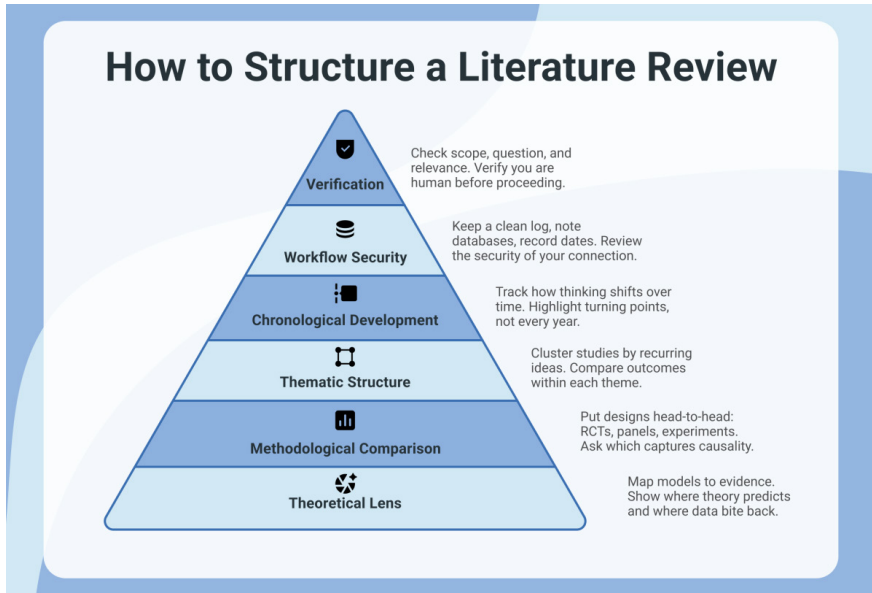 How to Structure a Literature Review
Verification
Check scope, question, and
relevance. Verify you are
human before proceeding.
Workflow Security
Keep a clean log, note
databases, record dates. Review
the security of your connection.
Chronological Development
Track how thinking shifts over
time. Highlight turning points,
not every year.
Thematic Structure
Cluster studies by recurring
ideas. Compare outcomes
within each theme.
Methodological Comparison
Put designs head-to-head:
RCTs, panels, experiments.
Ask which captures causality.
Theoretical Lens
Map models to evidence.
Show where theory predicts
and where data bite back.